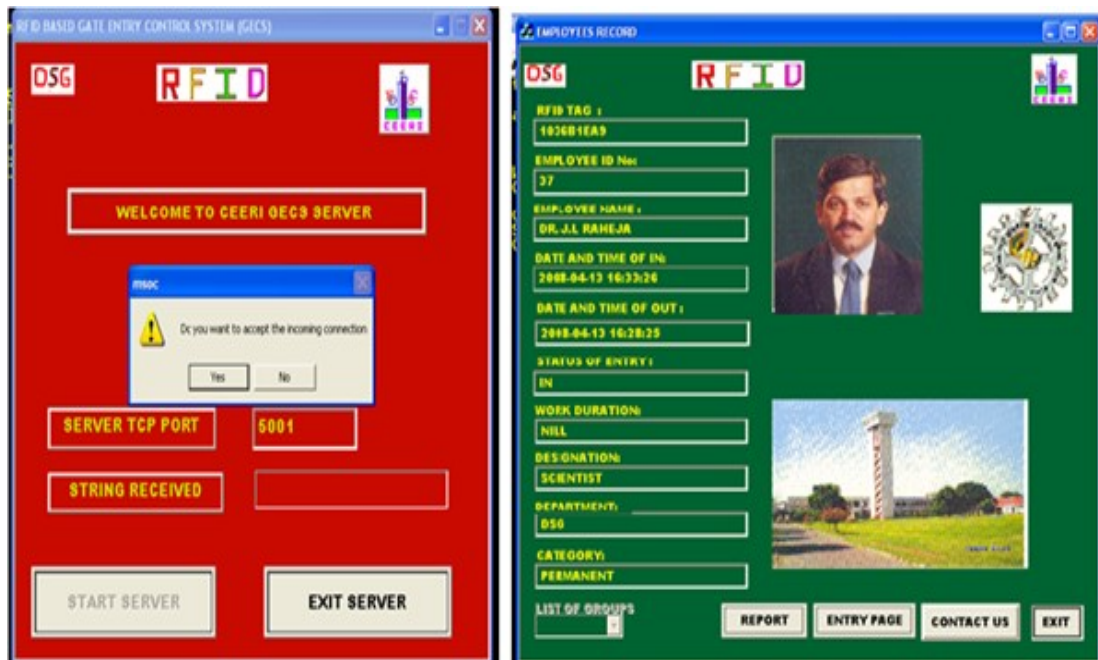 RFID BASED GATE ENTRY CONTROL SYSTEM (GECS)
DSG
RFID
CEERI
WELCOME TO CEERI GECS SERVER
msoc
Do you want to accept the incoming connection
Yes
No
SERVER TCP PORT
5001
STRING RECEIVED
START SERVER
EXIT SERVER
EMPLOYEES RECORD
DSG
RFID
CEERI
RFID TAG :
1036B1EA9
EMPLOYEE ID No:
37
EMPLOYEE NAME :
DR. J.L RAHEJA
DATE AND TIME OF IN:
2008-04-13 16:33:26
DATE AND TIME OF OUT :
2008-04-13 16:28:25
STATUS OF ENTRY :
IN
WORK DURATION:
NILL
DESIGNATION:
SCIENTIST
DEPARTMENT:
DSG
CATEGORY:
PERMANENT
LIST OF GROUPS
REPORT
ENTRY PAGE
CONTACT US
EXIT